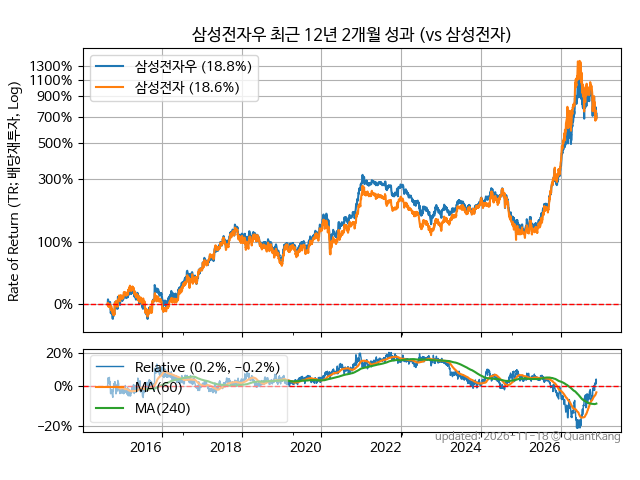 삼성전자우 최근 12년 2개월 성과 (vs 삼성전자)
Rate of Return (TR: 배당재투자, Log)
1300%
1100%
900%
700%
500%
300%
100%
0%
삼성전자우 (18.8%)
삼성전자 (18.6%)
20%
0%
−20%
Relative (0.2%, -0.2%)
MA(60)
MA(240)
2016
2018
2020
2022
2024
2026
updated: 2026-11-18 © QuantKang